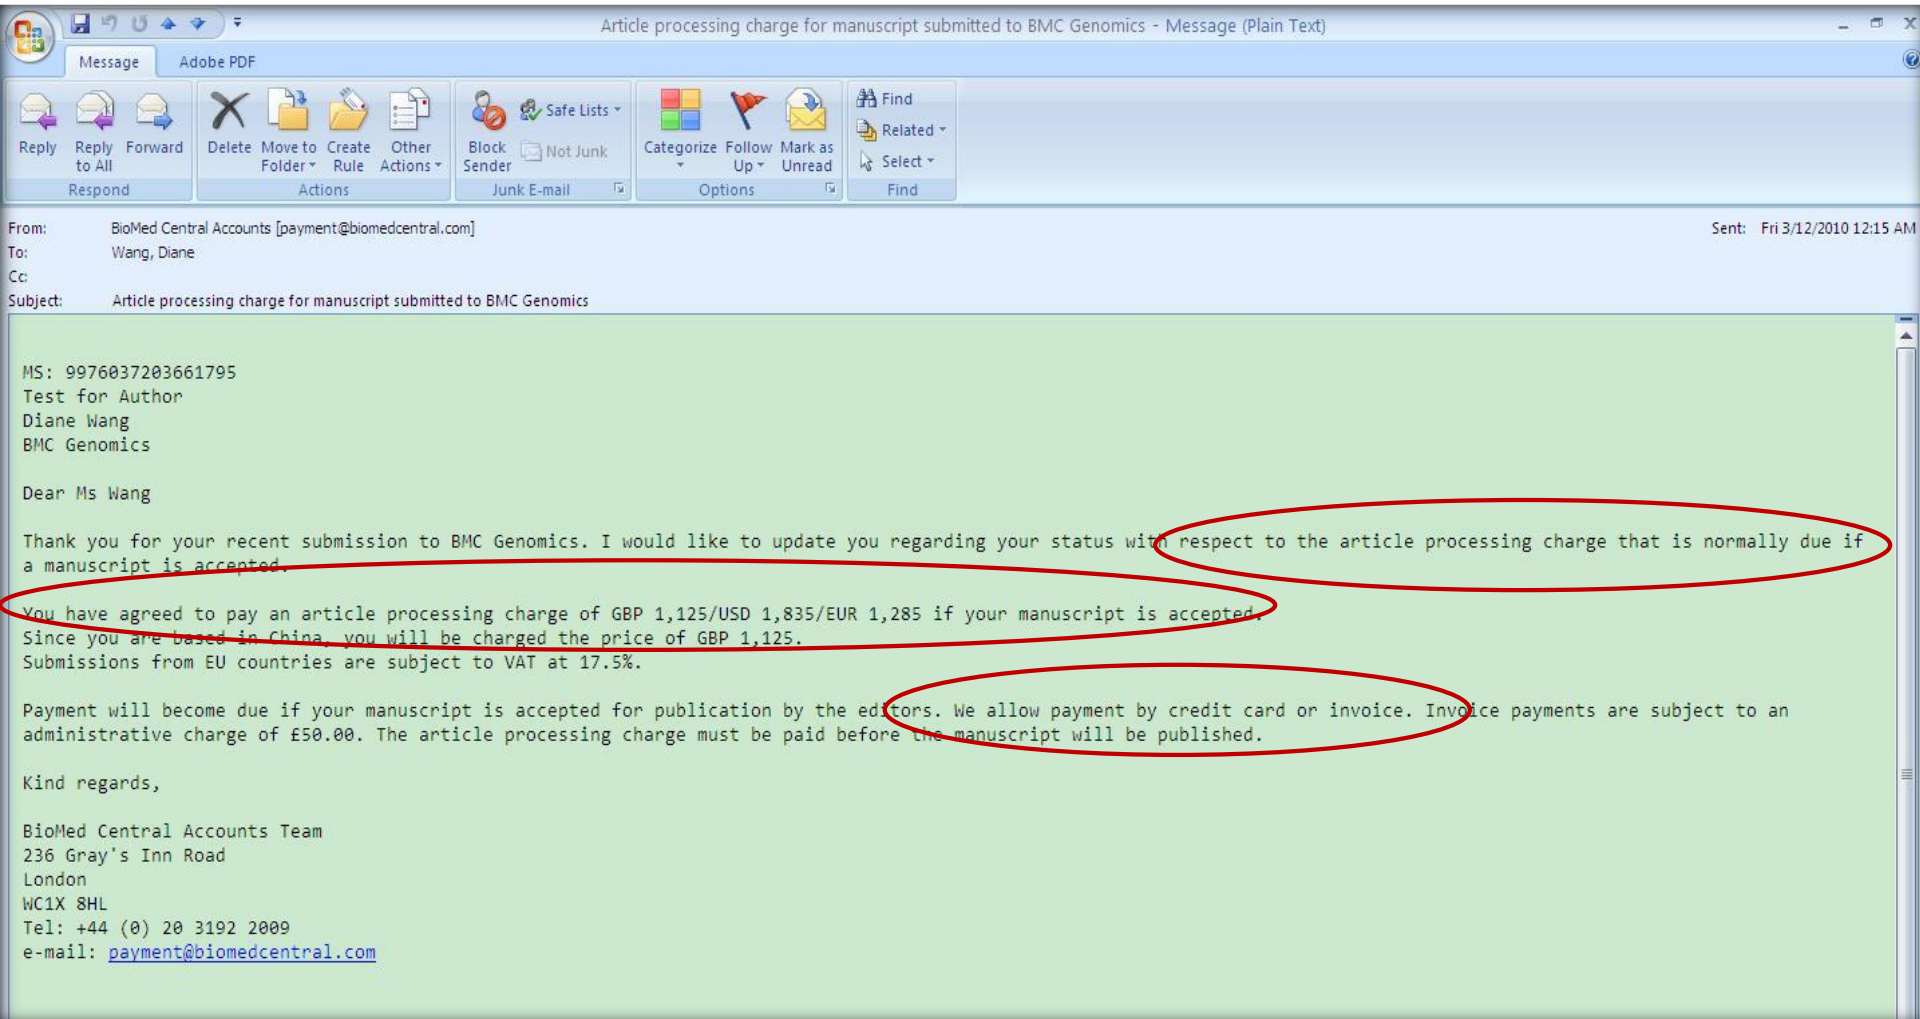 Article processing charge for manuscript submitted to BMC Genomics - Message (Plain Text)
Message Adobe PDF
Reply
Reply to All
Forward
Delete
Move to Folder
Create Rule
Other Actions
Block Sender
Safe Lists
Not Junk
Categorize
Follow Up
Mark as Unread
Find
Related
Select
Respond
Actions
Junk E-mail
Options
Find
From: BioMed Central Accounts [payment@biomedcentral.com]
Sent: Fri 3/12/2010 12:15 AM
To: Wang, Diane
Cc:
Subject: Article processing charge for manuscript submitted to BMC Genomics
MS: 9976037203661795
Test for Author
Diane Wang
BMC Genomics
Dear Ms Wang
Thank you for your recent submission to BMC Genomics. I would like to update you regarding your status with respect to the article processing charge that is normally due if
a manuscript is accepted.
You have agreed to pay an article processing charge of GBP 1,125/USD 1,835/EUR 1,285 if your manuscript is accepted.
Since you are based in China, you will be charged the price of GBP 1,125.
Submissions from EU countries are subject to VAT at 17.5%.
Payment will become due if your manuscript is accepted for publication by the editors. We allow payment by credit card or invoice. Invoice payments are subject to an
administrative charge of £50.00. The article processing charge must be paid before the manuscript will be published.
Kind regards,
BioMed Central Accounts Team
236 Gray's Inn Road
London
WC1X 8HL
Tel: +44 (0) 20 3192 2009
e-mail: payment@biomedcentral.com